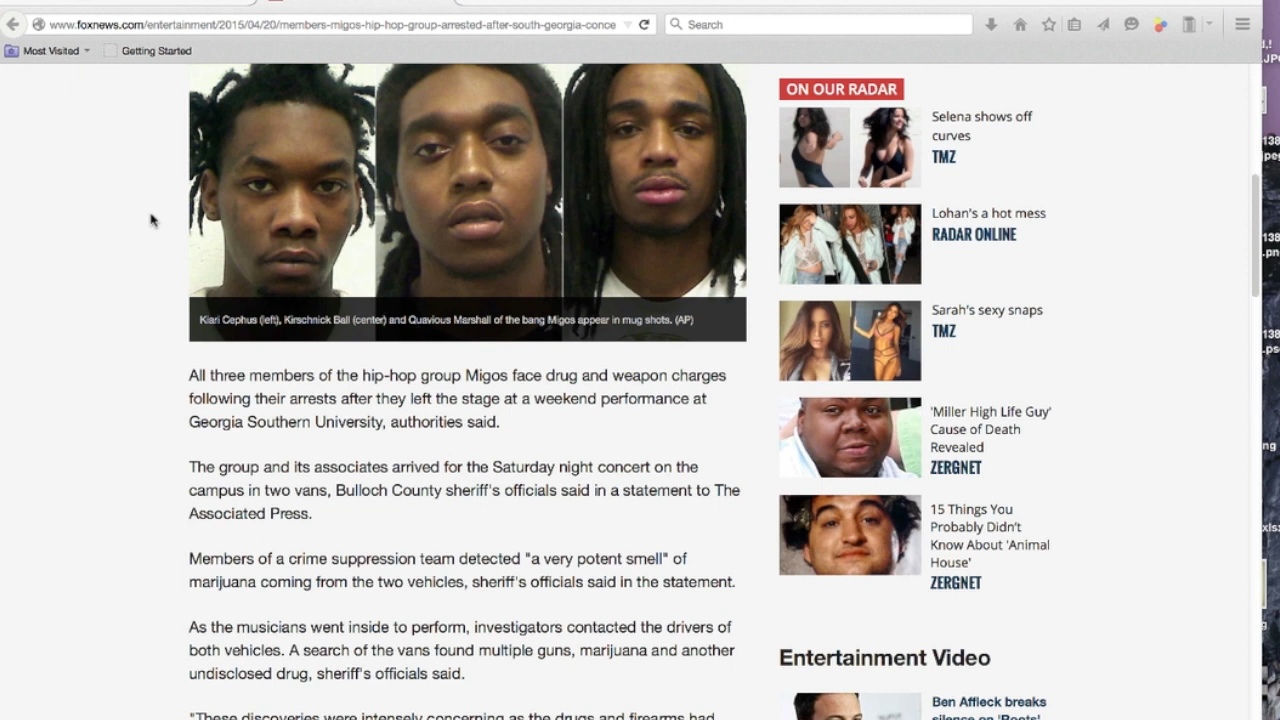 www.foxnews.com/entertainment/2015/04/20/members-migos-hip-hop-group-arrested-after-south-georgia-conce
Search
Most Visited
Getting Started
Kiari Cephus (left), Kirschnick Ball (center) and Quavious Marshall of the bang Migos appear in mug shots. (AP)
All three members of the hip-hop group Migos face drug and weapon charges
following their arrests after they left the stage at a weekend performance at
Georgia Southern University, authorities said.
The group and its associates arrived for the Saturday night concert on the
campus in two vans, Bulloch County sheriff's officials said in a statement to The
Associated Press.
Members of a crime suppression team detected "a very potent smell" of
marijuana coming from the two vehicles, sheriff's officials said in the statement.
As the musicians went inside to perform, investigators contacted the drivers of
both vehicles. A search of the vans found multiple guns, marijuana and another
undisclosed drug, sheriff's officials said.
"These discoveries were intensely concerning as the drugs and firearms had
ON OUR RADAR
Selena shows off
curves
TMZ
Lohan's a hot mess
RADAR ONLINE
Sarah's sexy snaps
TMZ
'Miller High Life Guy'
Cause of Death
Revealed
ZERGNET
15 Things You
Probably Didn't
Know About 'Animal
House'
ZERGNET
Entertainment Video
Ben Affleck breaks
silence on 'Roots'